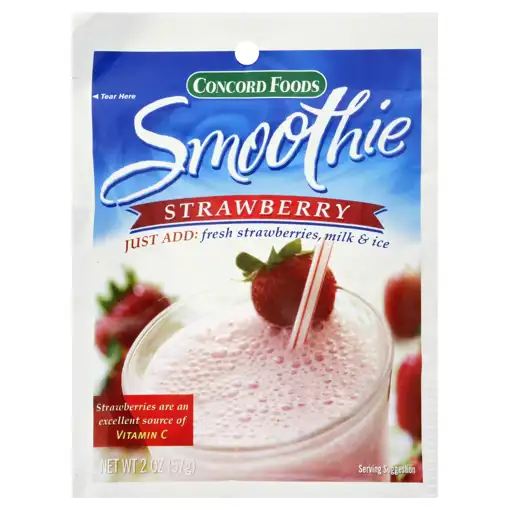 CONCORD FOODS
◄ Tear Here
Smoothie
STRAWBERRY
JUST ADD: fresh strawberries, milk & ice
Strawberries are an
excellent source of
VITAMIN C
NET WT 2 OZ (57g)
Serving Suggestion